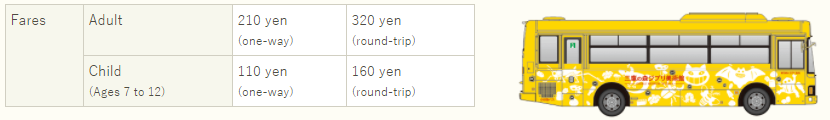 Fares Adult 210 yen 320 yen
(one-way) (round-trip)
Child 110 yen 160 yen
(Ages 7 to 12) (one-way) (round-trip)
三鷹の森ジブリ美術館